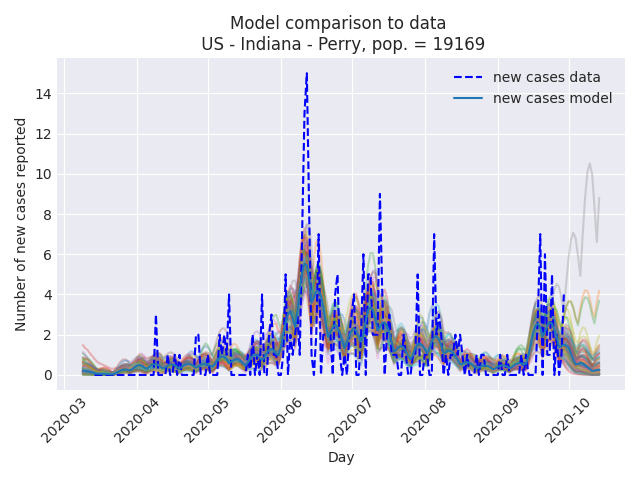 Model comparison to data
US - Indiana - Perry, pop. = 19169
new cases data
new cases model
Number of new cases reported
14
12
10
8
6
4
2
0
2020-03
2020-04
2020-05
2020-06
2020-07
2020-08
2020-09
2020-10
Day